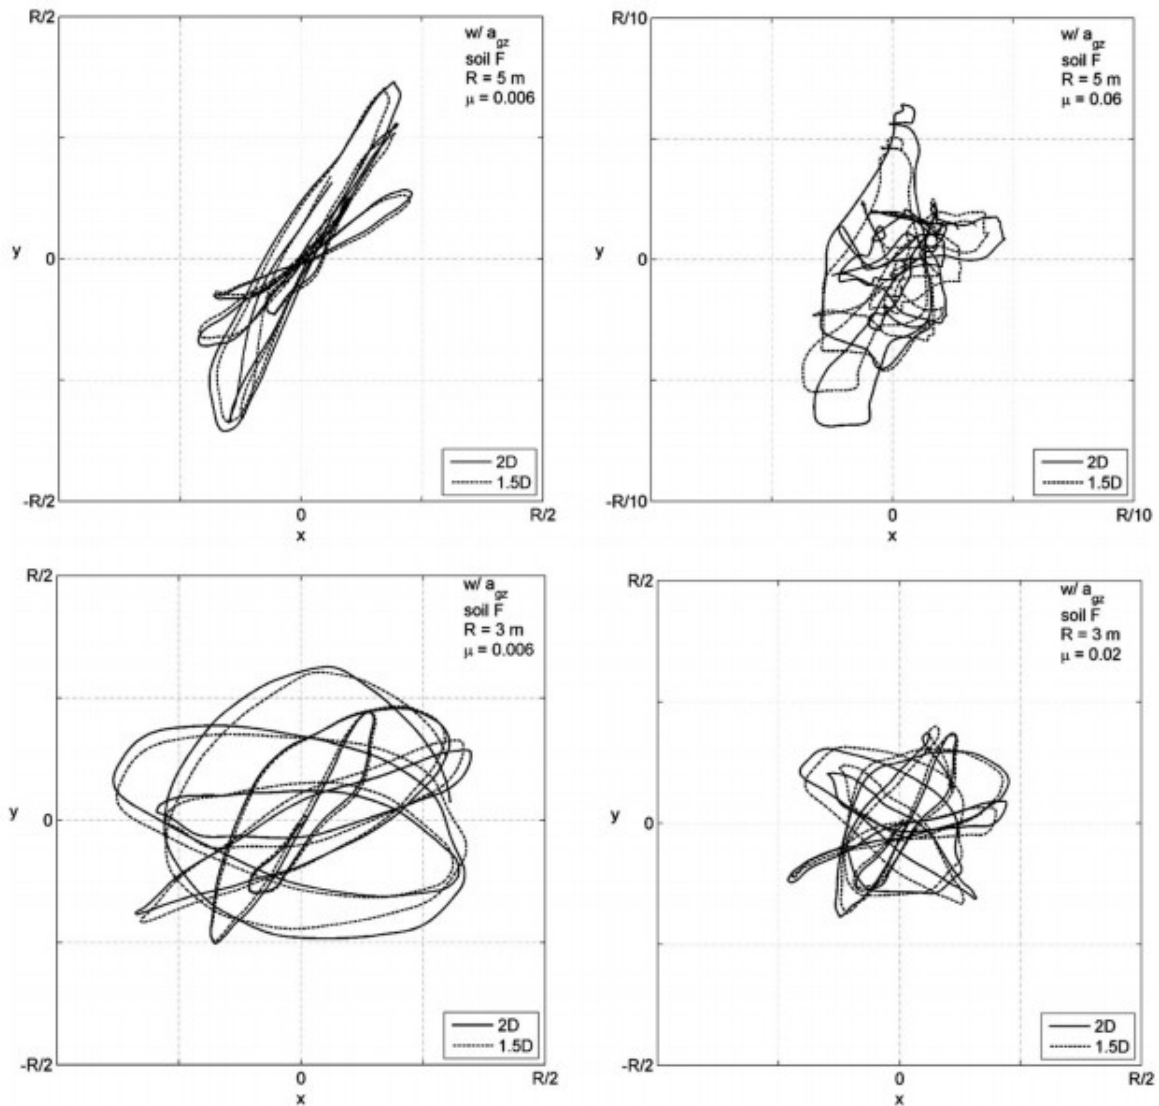 R/2
w/ a_gz
soil F
R = 5 m
μ = 0.006
y
0
2D
1.5D
-R/2
0
R/2
x
R/10
w/ a_gz
soil F
R = 5 m
μ = 0.06
y
0
2D
1.5D
-R/10
0
R/10
x
R/2
w/ a_gz
soil F
R = 3 m
μ = 0.006
y
0
2D
1.5D
-R/2
0
R/2
x
R/2
w/ a_gz
soil F
R = 3 m
μ = 0.02
y
0
2D
1.5D
-R/2
0
R/2
x